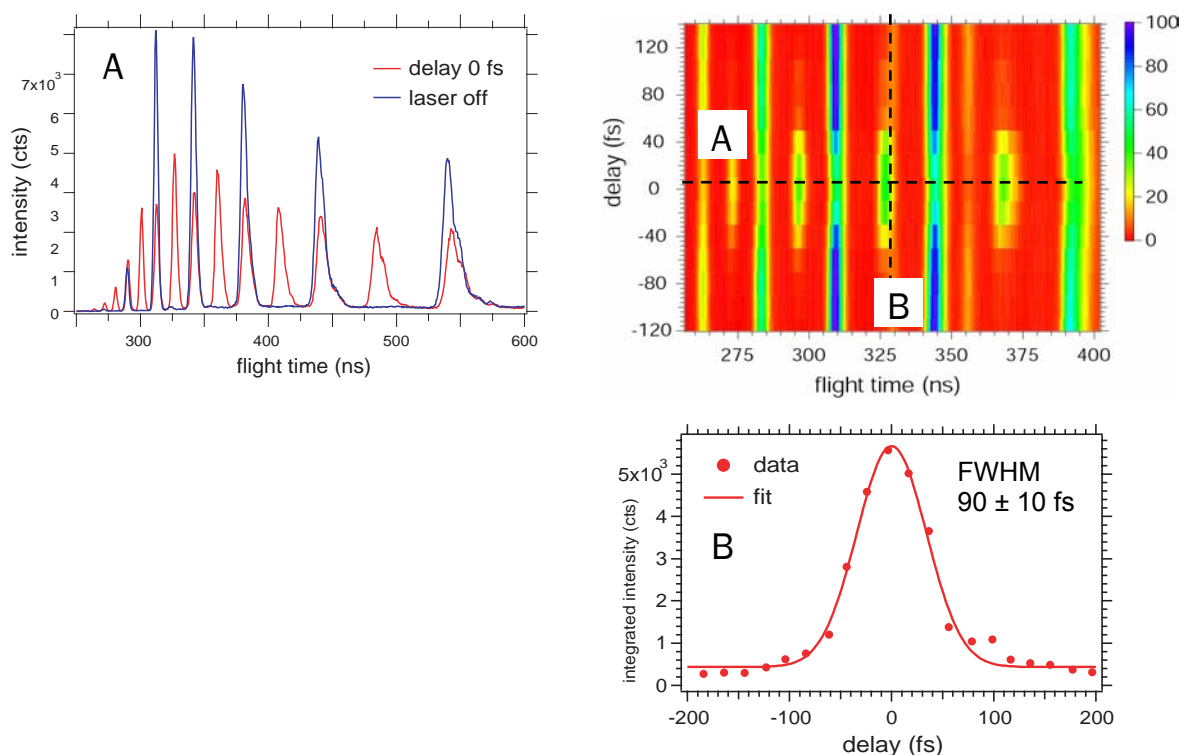 A
delay 0 fs
laser off
7x10³
6
5
4
3
2
1
0
intensity (cts)
300
400
500
600
flight time (ns)
120
80
40
0
-40
-80
-120
delay (fs)
A
B
275
300
325
350
375
400
flight time (ns)
100
80
60
40
20
0
data
fit
FWHM
90 ± 10 fs
B
5x10³
4
3
2
1
0
integrated intensity (cts)
-200
-100
0
100
200
delay (fs)